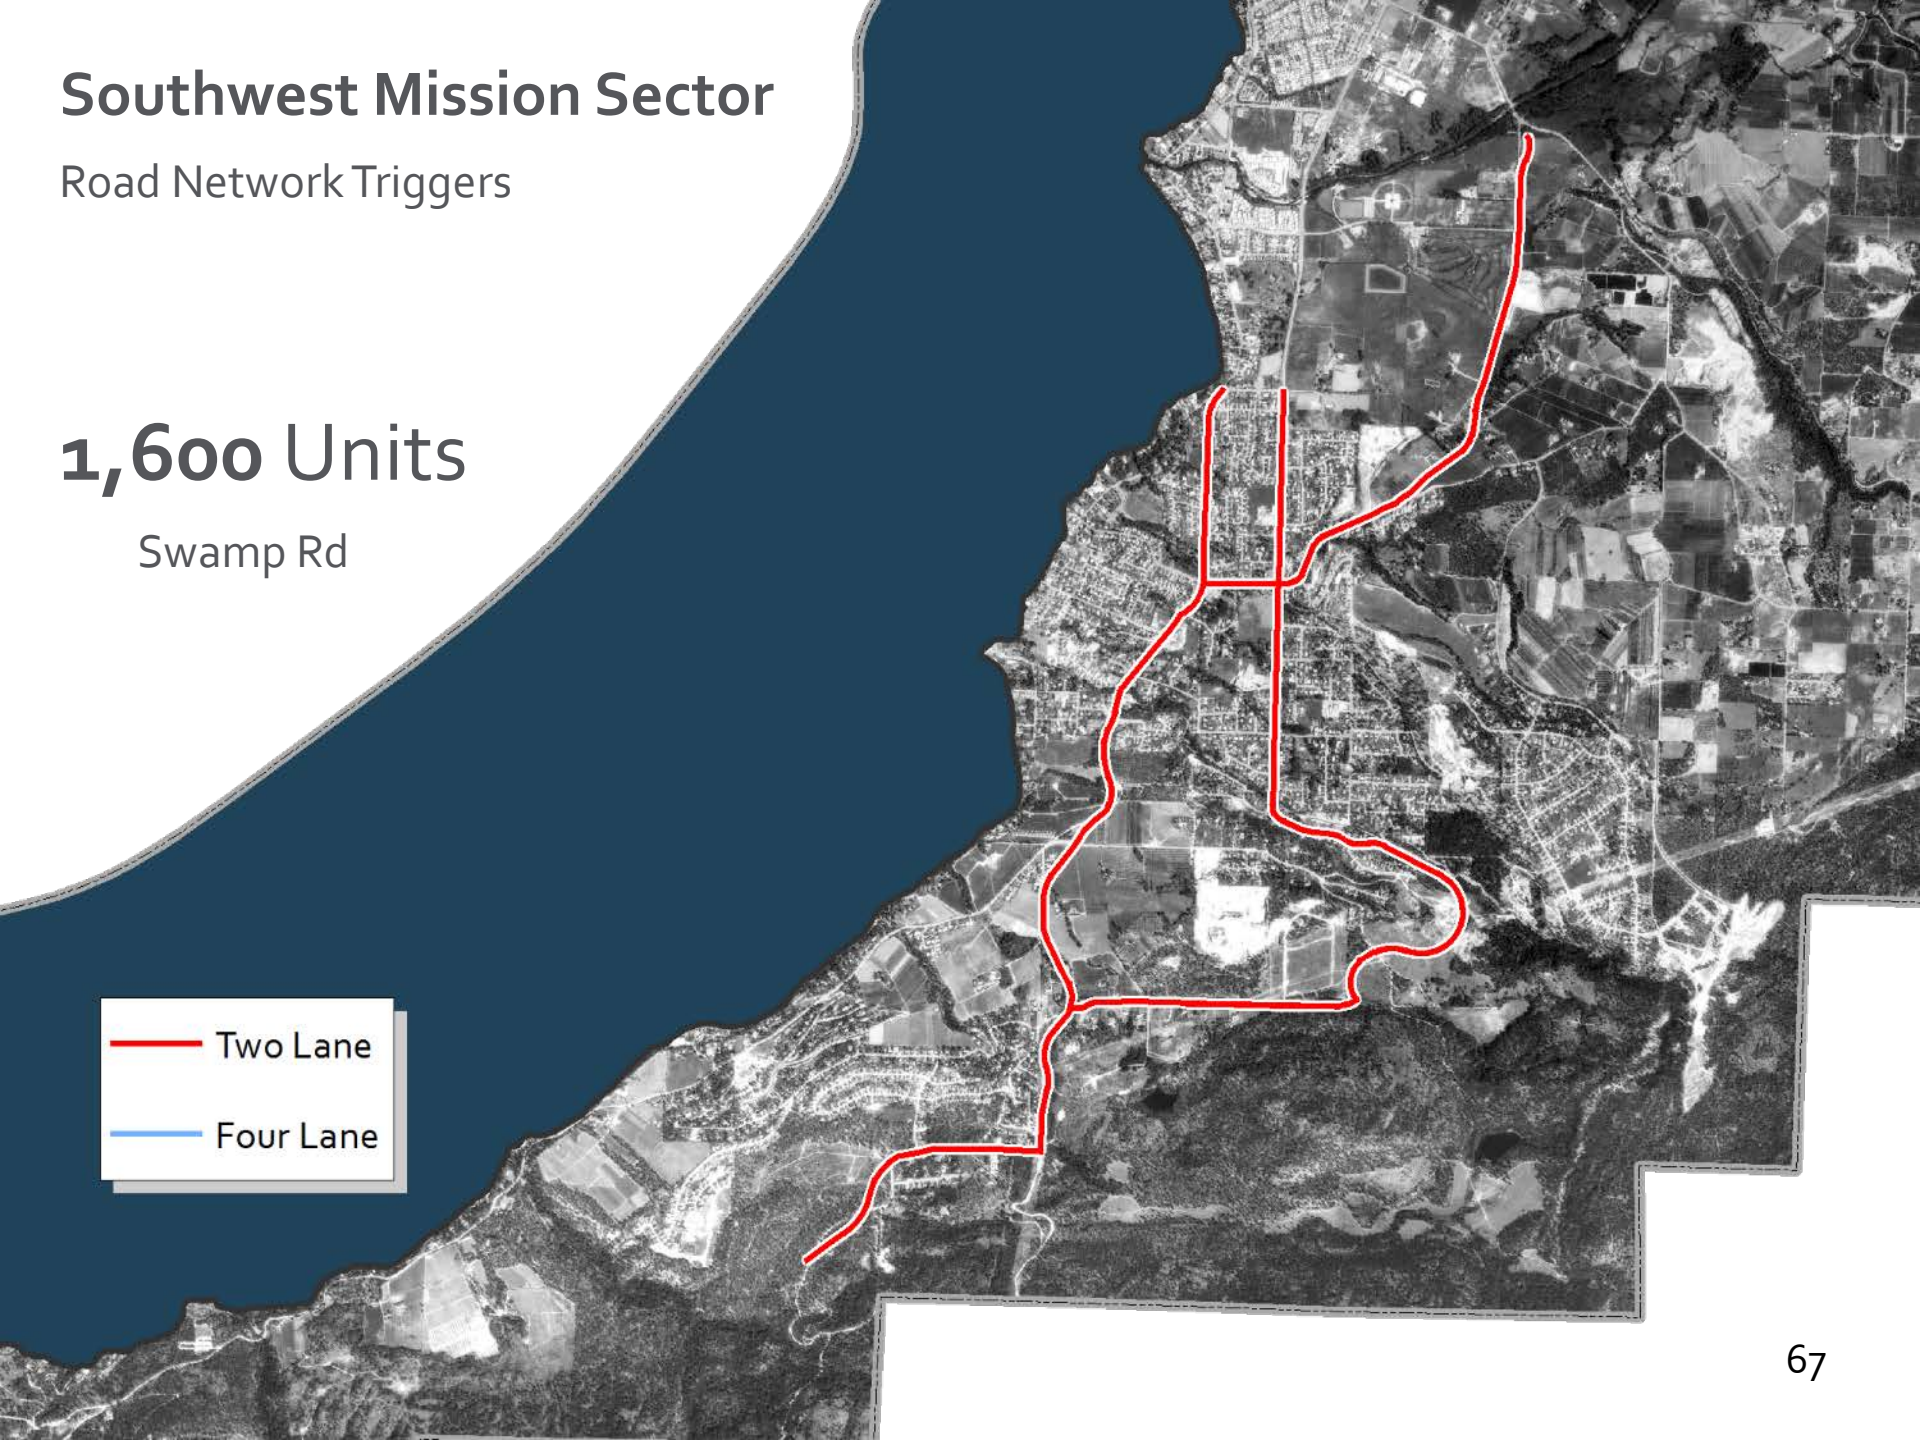 Southwest Mission Sector
Road Network Triggers
1,600 Units
Swamp Rd
Two Lane
Four Lane
67